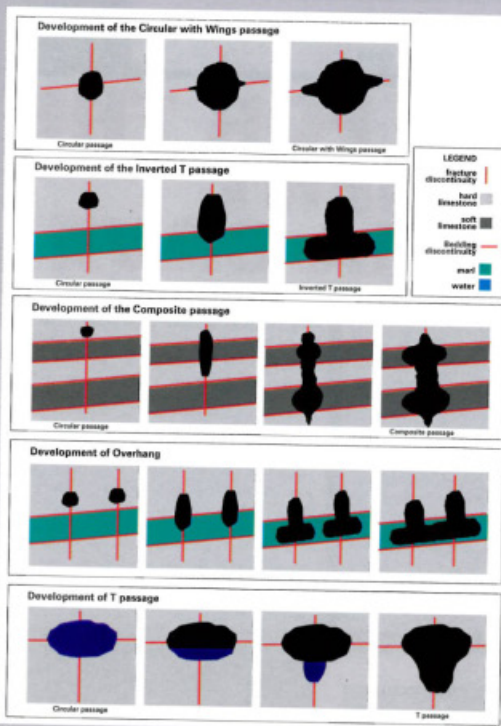 Development of the Circular with Wings passage
Circular passage
Circular with Wings passage
Development of the Inverted T passage
Circular passage
Inverted T passage
LEGEND
fracture
discontinuity
hard
limestone
soft
limestone
Bedding
discontinuity
marl
water
Development of the Composite passage
Circular passage
Composite passage
Development of Overhang
Development of T passage
Circular passage
T passage